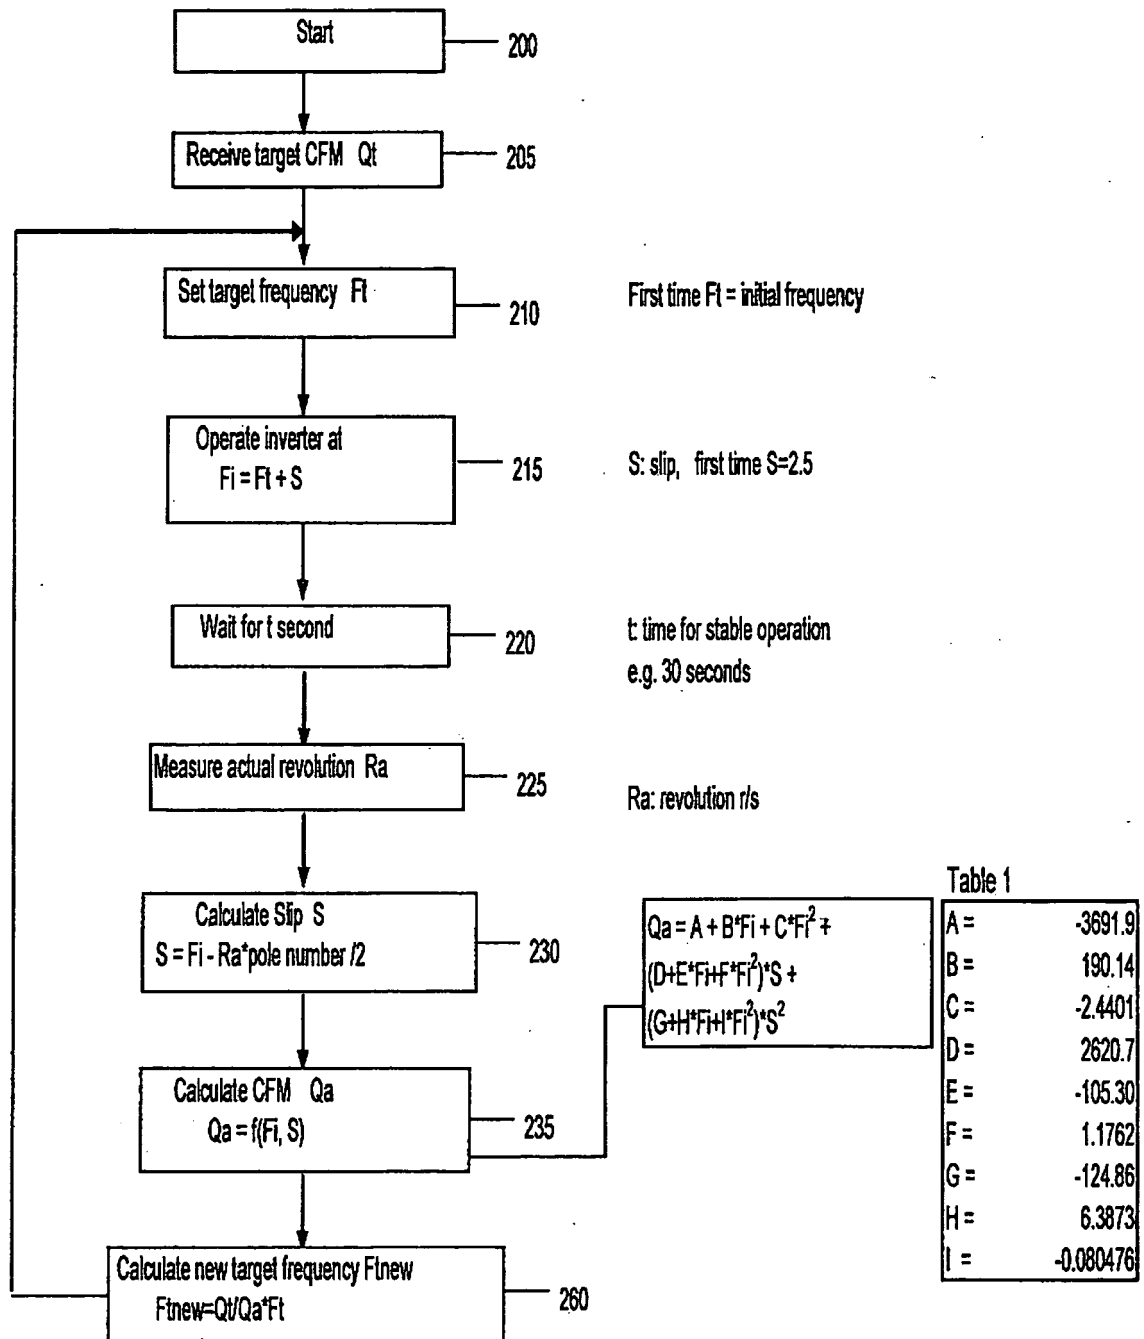 Start
200
Receive target CFM Qt
205
Set target frequency Ft
210
First time Ft = initial frequency
Operate inverter at
Fi = Ft + S
215
S: slip, first time S=2.5
Wait for t second
220
t: time for stable operation
e.g. 30 seconds
Measure actual revolution Ra
225
Ra: revolution r/s
Calculate Slip S
S = Fi - Ra*pole number /2
230
Calculate CFM Qa
Qa = f(Fi, S)
235
Qa = A + B*Fi + C*Fi² +
(D+E*Fi+F*Fi²)*S +
(G+H*Fi+I*Fi²)*S²
Table 1
A = -3691.9
B = 190.14
C = -2.4401
D = 2620.7
E = -105.30
F = 1.1762
G = -124.86
H = 6.3873
I = -0.080476
Calculate new target frequency Ftnew
Ftnew=Qt/Qa*Ft
260